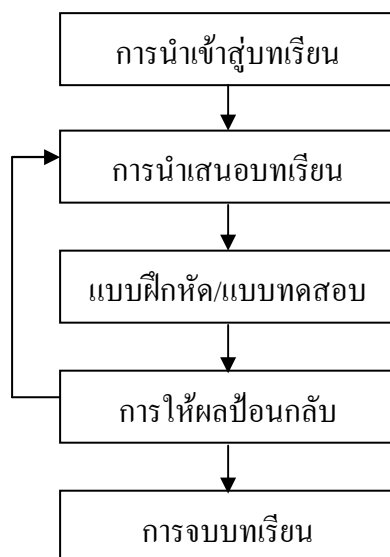 การนำเข้าสู่บทเรียน
การนำเสนอบทเรียน
แบบฝึกหัด/แบบทดสอบ
การให้ผลป้อนกลับ
การจบบทเรียน